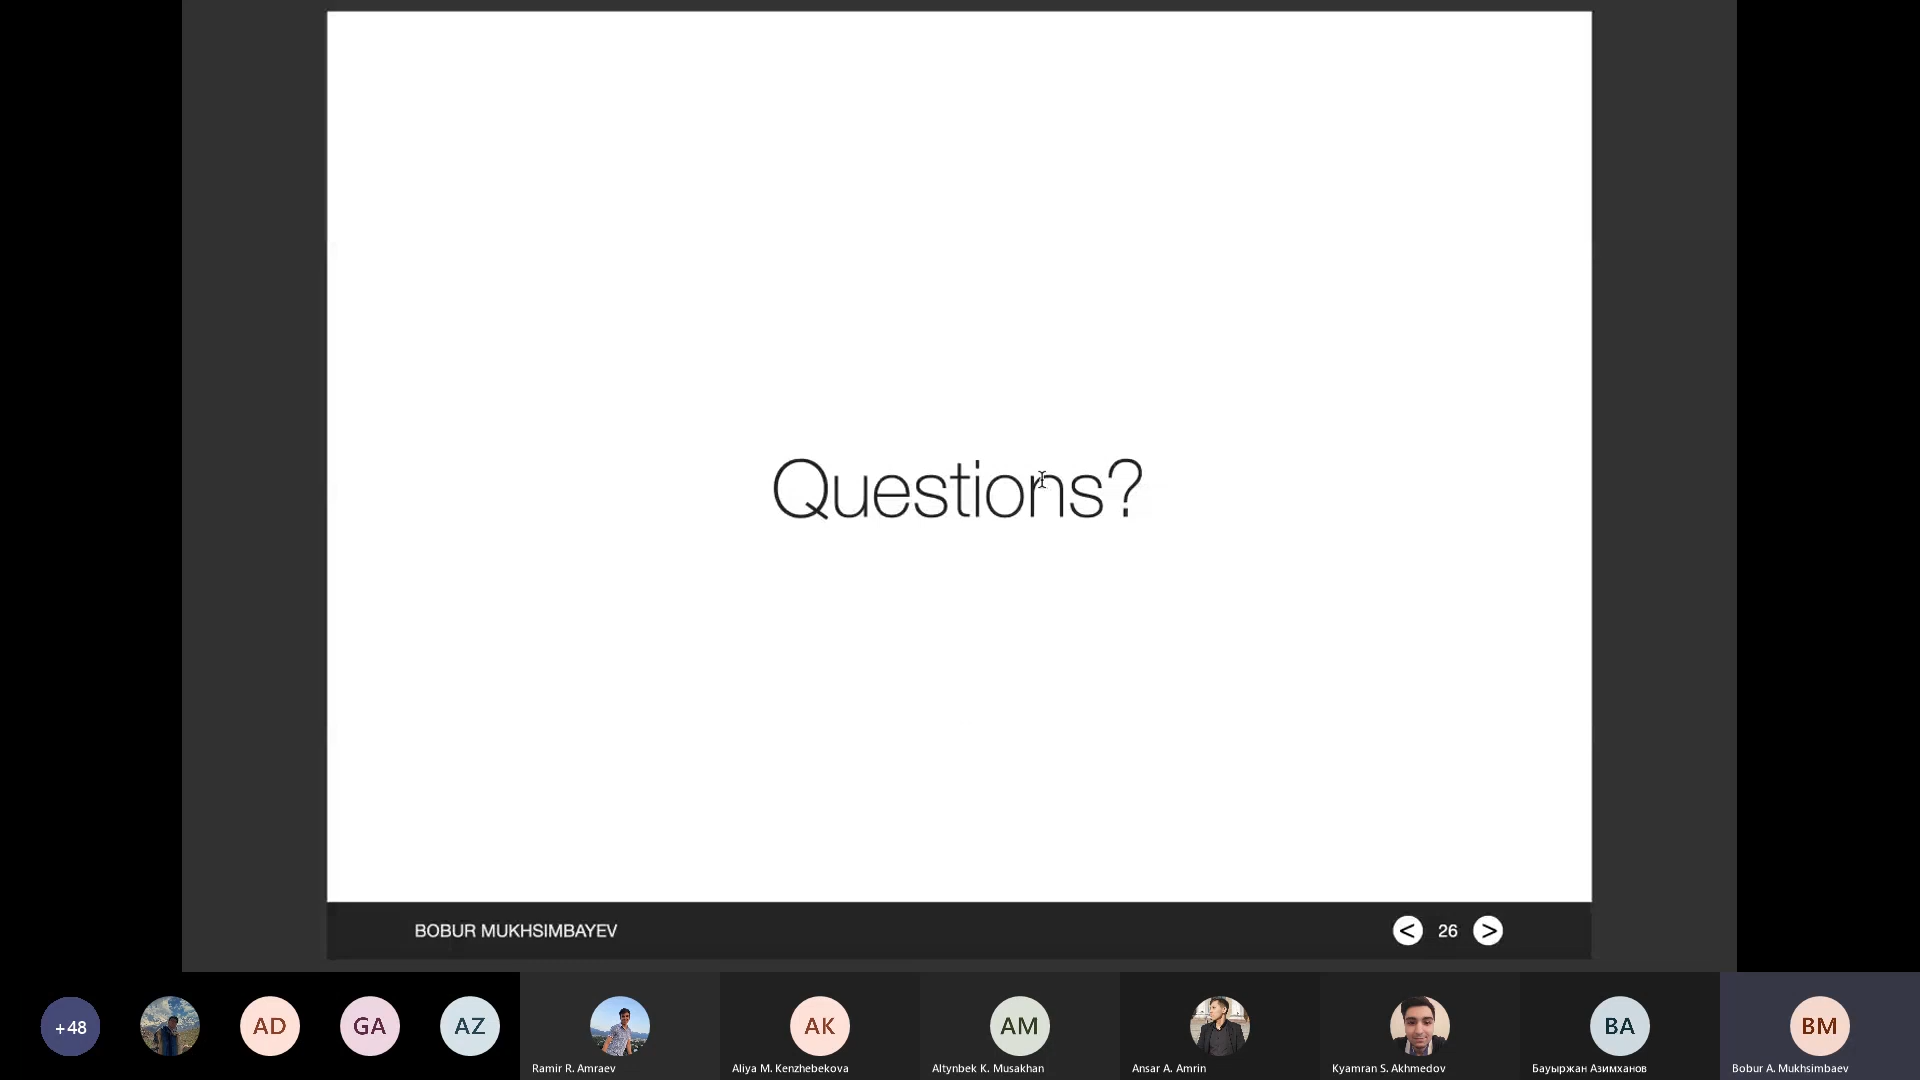 Questions?
BOBUR MUKHSIMBAYEV
< 26 >
+48
AD
GA
AZ
AK
AM
BA
BM
Ramir R. Amraev
Aliya M. Kenzhebekova
Altynbek K. Musakhan
Ansar A. Amrin
Kyamran S. Akhmedov
Бауыржан Азимханов
Bobur A. Mukhsimbaev